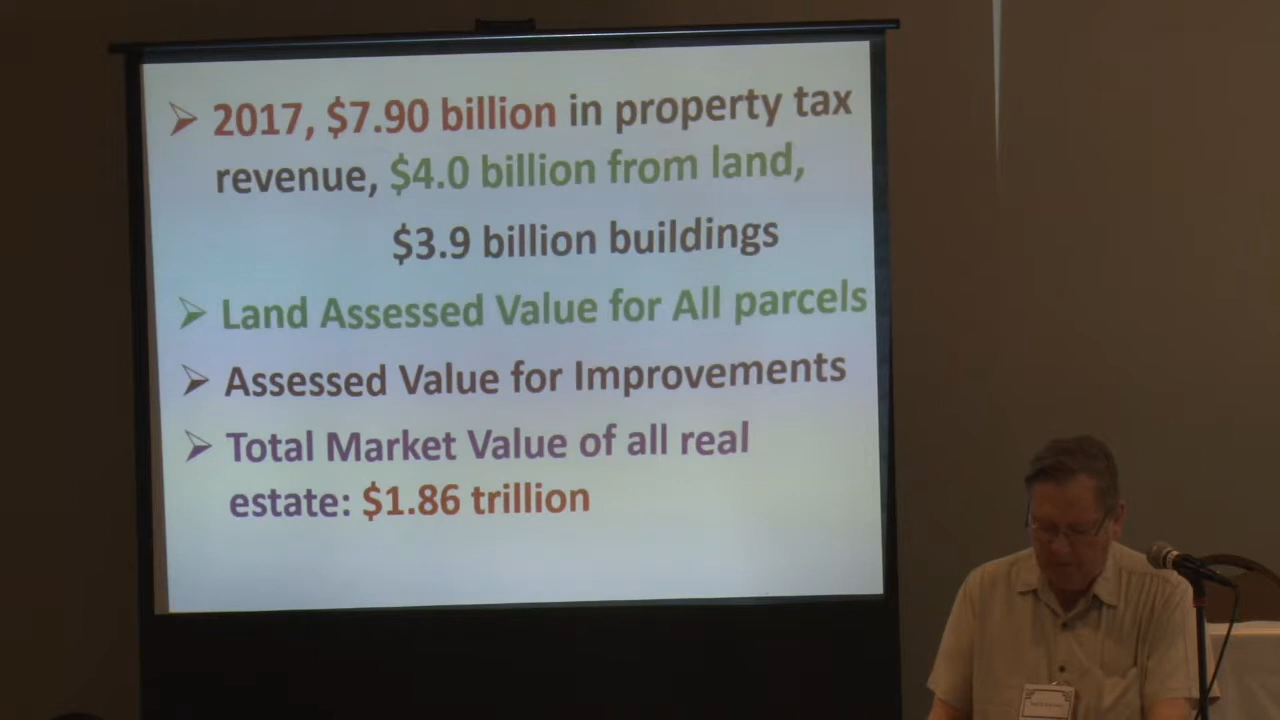 2017, $7.90 billion in property tax
revenue, $4.0 billion from land,
$3.9 billion buildings
Land Assessed Value for All parcels
Assessed Value for Improvements
Total Market Value of all real
estate: $1.86 trillion